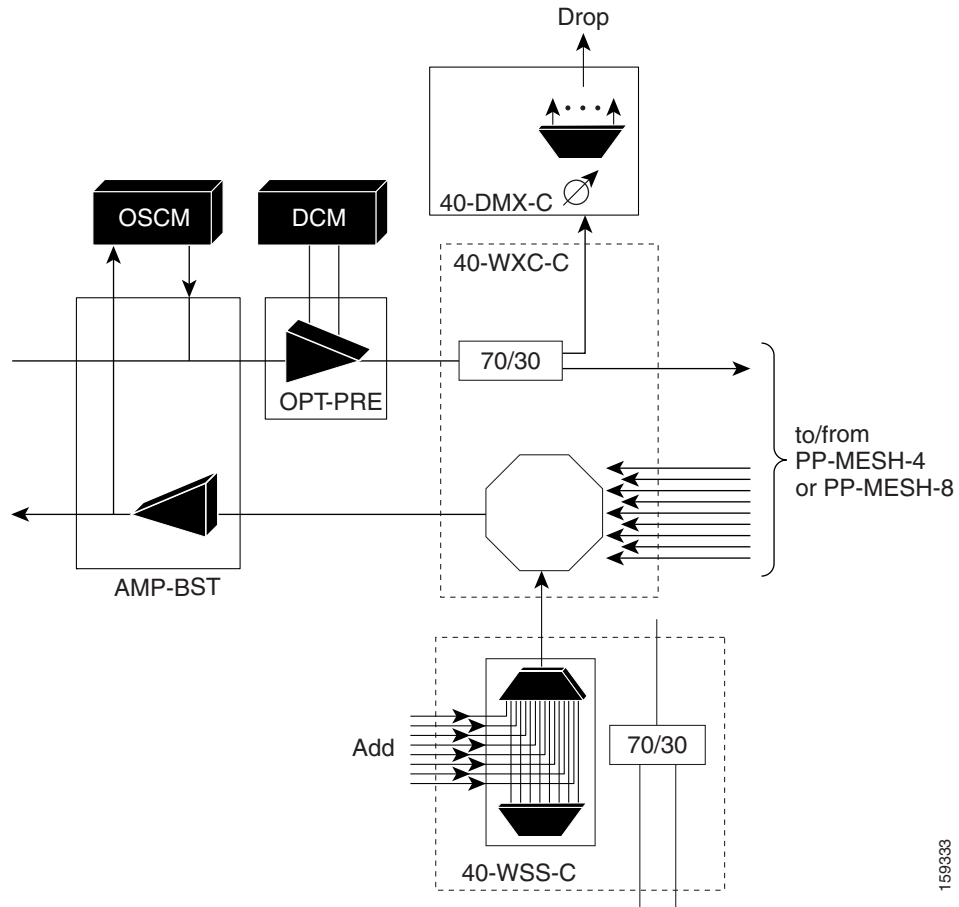 Drop
40-DMX-C
OSCM
DCM
40-WXC-C
70/30
OPT-PRE
to/from
PP-MESH-4
or PP-MESH-8
AMP-BST
Add
70/30
40-WSS-C
159333